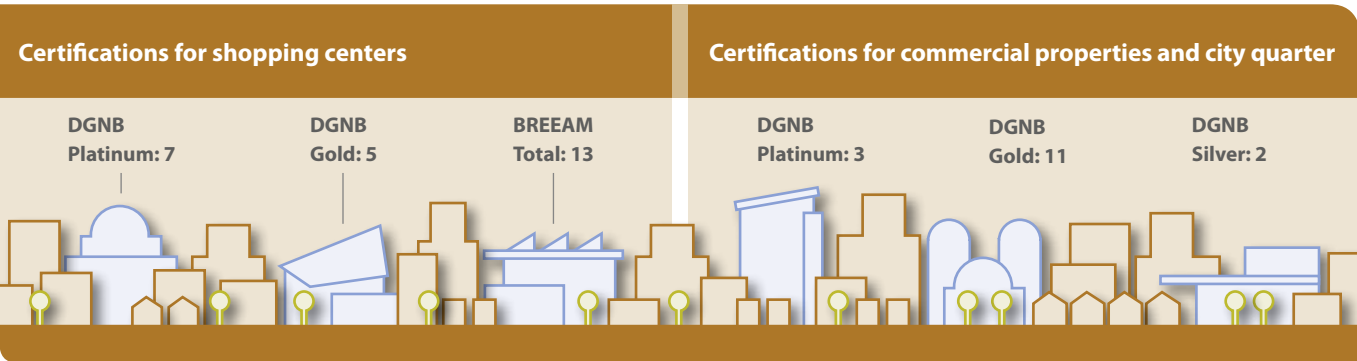 Certifications for shopping centers
DGNB
Platinum: 7
DGNB
Gold: 5
BREEAM
Total: 13
Certifications for commercial properties and city quarter
DGNB
Platinum: 3
DGNB
Gold: 11
DGNB
Silver: 2